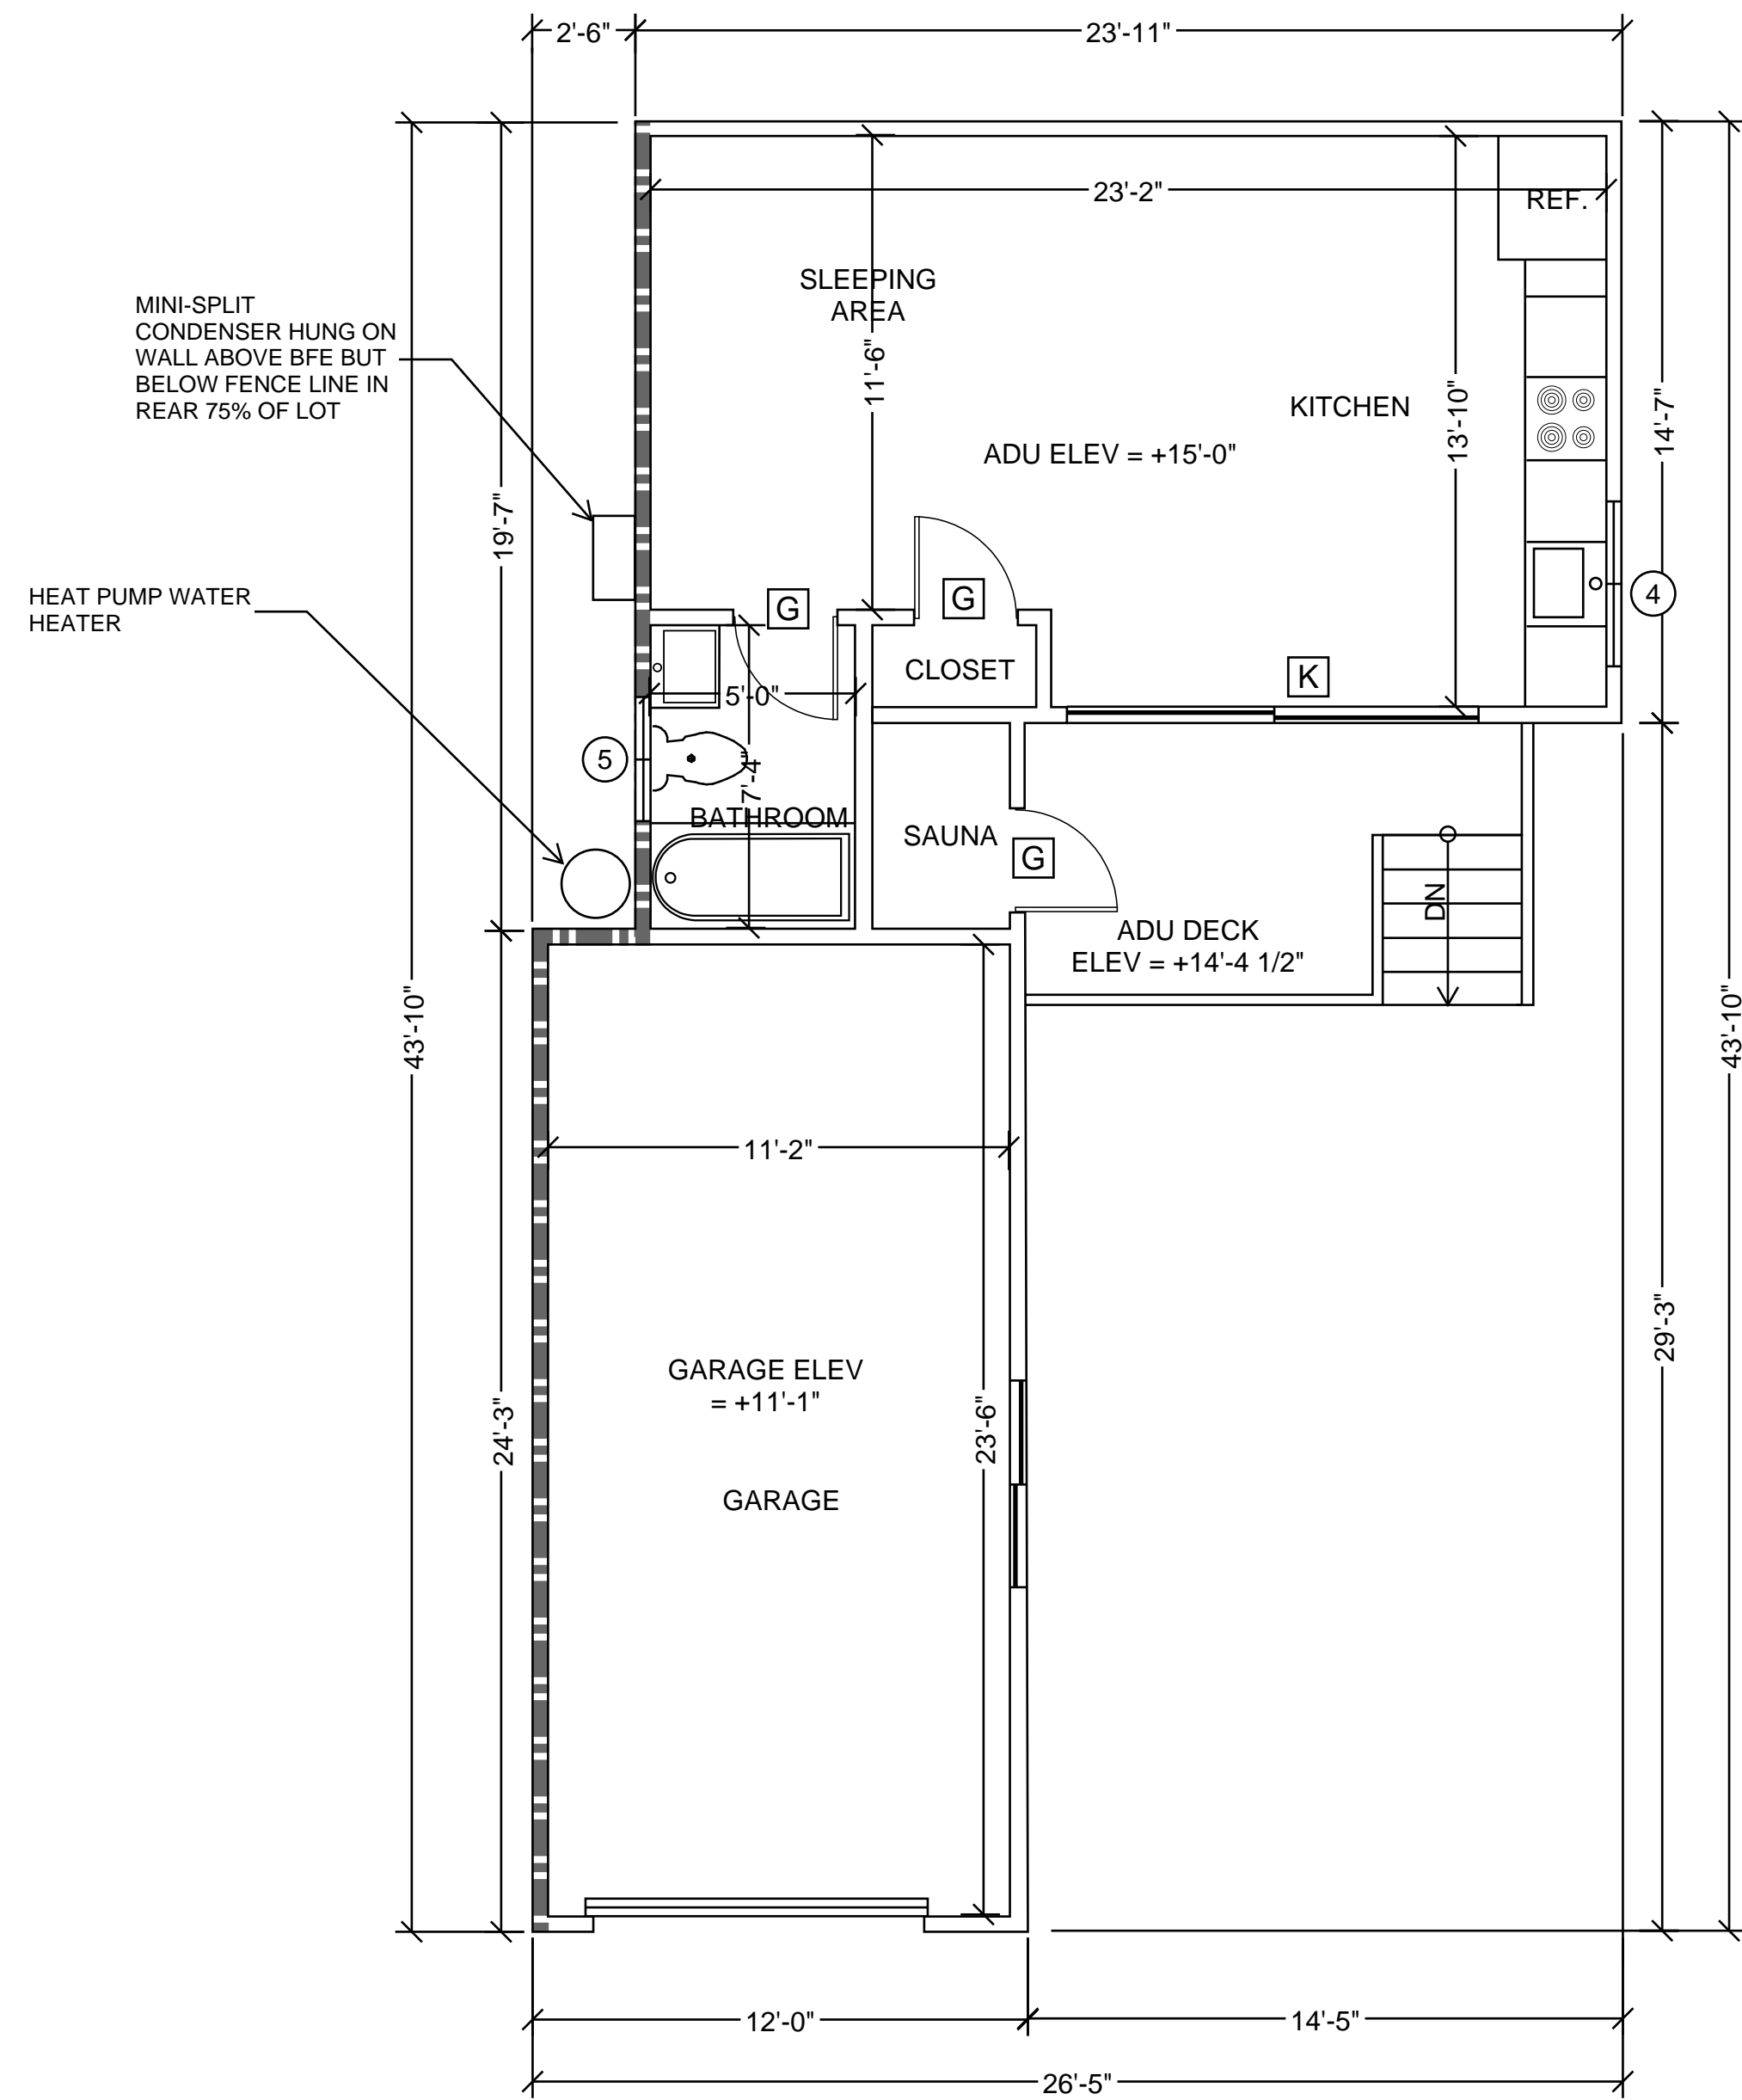 2'-6"
23'-11"
23'-2"
REF.
SLEEPING
AREA
MINI-SPLIT
CONDENSER HUNG ON
WALL ABOVE BFE BUT
BELOW FENCE LINE IN
REAR 75% OF LOT
11'-6"
KITCHEN
13'-10"
14'-7"
ADU ELEV = +15'-0"
19'-7"
HEAT PUMP WATER
HEATER
G
G
4
CLOSET
K
5'-0"
5
7'-4"
BATHROOM
SAUNA
G
DN
ADU DECK
ELEV = +14'-4 1/2"
43'-10"
43'-10"
11'-2"
29'-3"
GARAGE ELEV
= +11'-1"
24'-3"
23'-6"
GARAGE
12'-0"
14'-5"
26'-5"